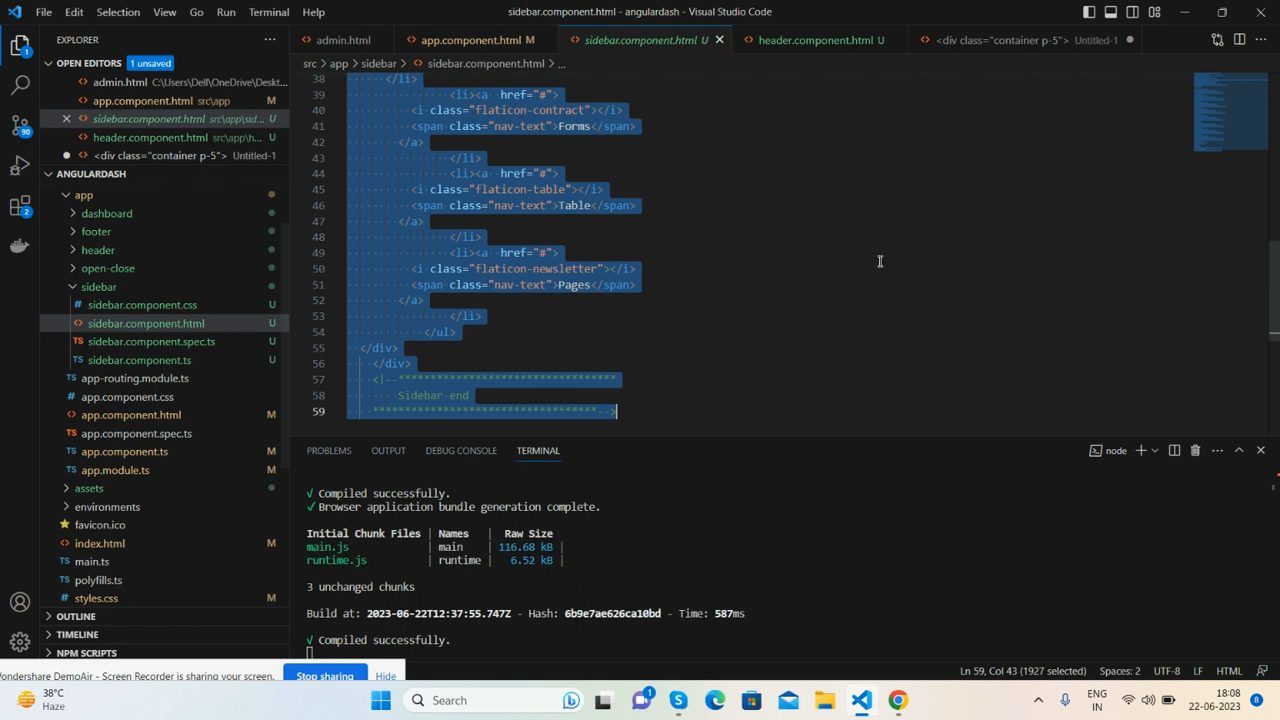 File Edit Selection View Go Run Terminal Help
sidebar.component.html - angulardash - Visual Studio Code
EXPLORER ...
OPEN EDITORS 1 unsaved
admin.html C:\Users\Dell\OneDrive\Deskt...
app.component.html src\app M
sidebar.component.html src\app\sid... U
header.component.html src\app\h... U
<div class="container p-5"> Untitled-1
ANGULARDASH
app
dashboard
footer
header
open-close
sidebar
sidebar.component.css U
sidebar.component.html U
sidebar.component.spec.ts U
sidebar.component.ts U
app-routing.module.ts M
app.component.css M
app.component.html M
app.component.spec.ts M
app.component.ts M
app.module.ts M
assets
environments
favicon.ico M
index.html M
main.ts
polyfills.ts
styles.css M
OUTLINE
TIMELINE
NPM SCRIPTS
admin.html
app.component.html M
sidebar.component.html U
header.component.html U
<div class="container p-5"> Untitled-1
src > app > sidebar > sidebar.component.html > ...
38 </li>
39 <li><a href="#">
40 <i class="flaticon-contract"></i>
41 <span class="nav-text">Forms</span>
42 </a>
43 </li>
44 <li><a href="#">
45 <i class="flaticon-table"></i>
46 <span class="nav-text">Table</span>
47 </a>
48 </li>
49 <li><a href="#">
50 <i class="flaticon-newsletter"></i>
51 <span class="nav-text">Pages</span>
52 </a>
53 </li>
54 </ul>
55 </div>
56 </div>
57 <!--***********************************
58 Sidebar end
59 ************************************-->
PROBLEMS OUTPUT DEBUG CONSOLE TERMINAL
node
√ Compiled successfully.
√ Browser application bundle generation complete.
Initial Chunk Files | Names | Raw Size
main.js | main | 116.68 kB |
runtime.js | runtime | 6.52 kB |
3 unchanged chunks
Build at: 2023-06-22T12:37:55.747Z - Hash: 6b9e7ae626ca10bd - Time: 587ms
√ Compiled successfully.
Ln 59, Col 43 (1927 selected) Spaces: 2 UTF-8 LF HTML
Wondershare DemoAir - Screen Recorder is sharing your screen. Stop sharing Hide
38°C
Haze
Search
ENG
IN
18:08
22-06-2023
8